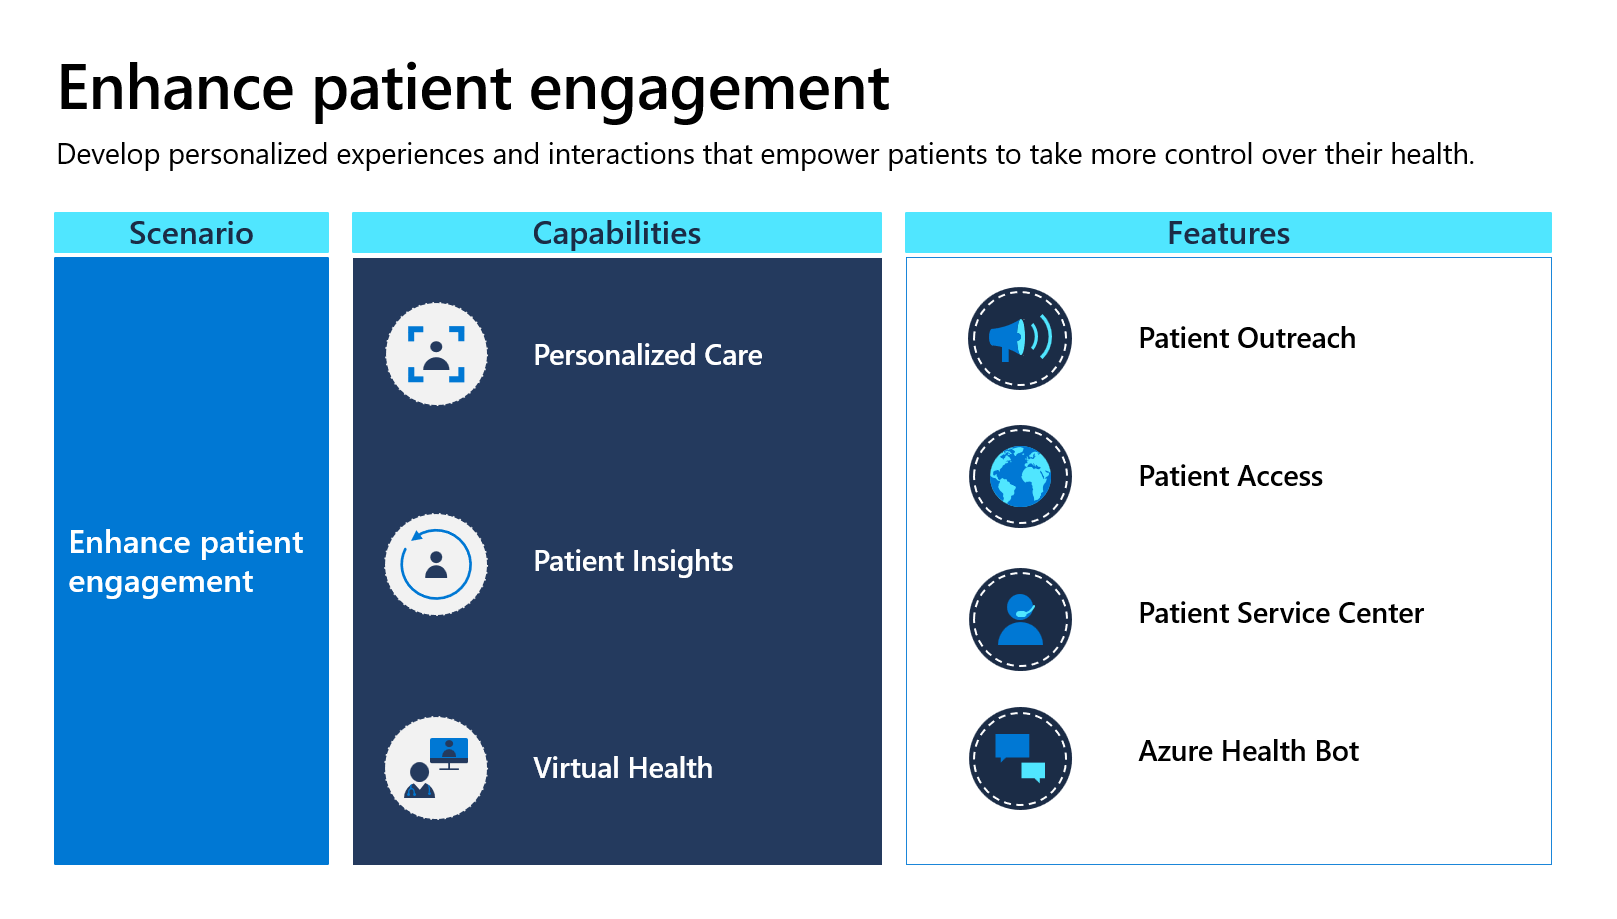 Enhance patient engagement
Develop personalized experiences and interactions that empower patients to take more control over their health.
Scenario
Enhance patient
engagement
Capabilities
Personalized Care
Patient Insights
Virtual Health
Features
Patient Outreach
Patient Access
Patient Service Center
Azure Health Bot